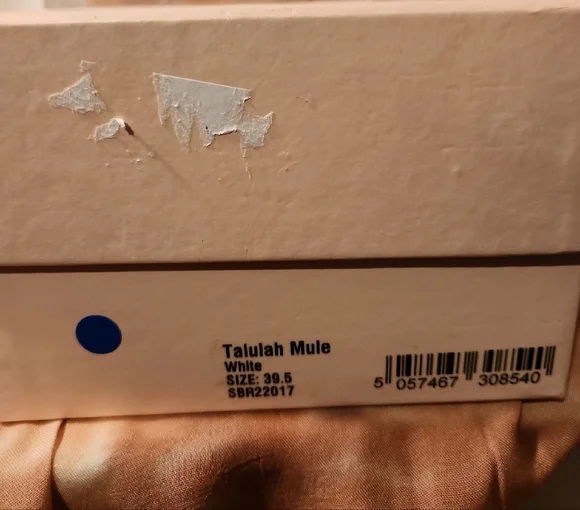 Talulah Mule
White
SIZE: 39.5
SBR22017
5 057467 308540